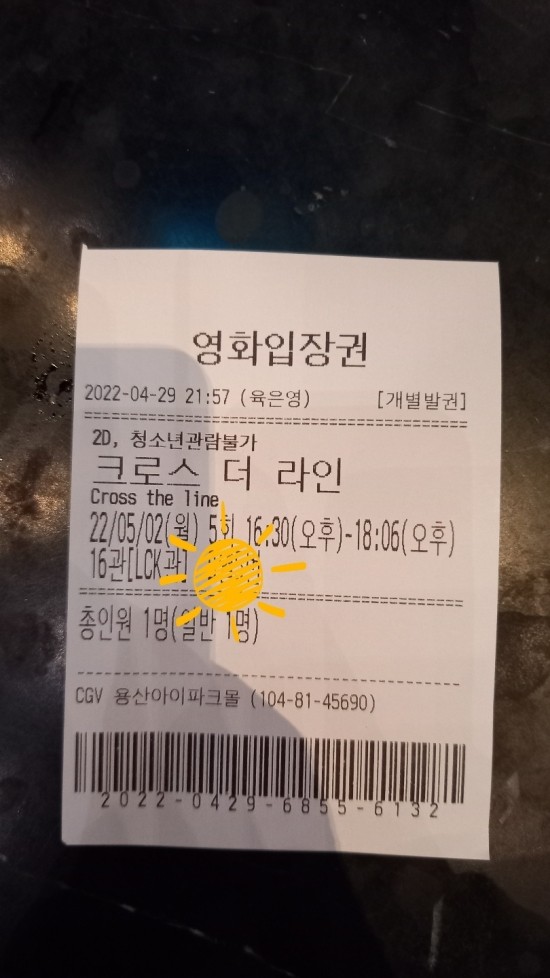 영화입장권
2022-04-29 21:57 (육은영) [개별발권]
2D, 청소년관람불가
크로스 더 라인
Cross the line
22/05/02(월) 5회 16:30(오후)-18:06(오후)
16관[LCK관]
총인원 1명(일반 1명)
CGV 용산아이파크몰 (104-81-45690)
2022-0429-6855-6132